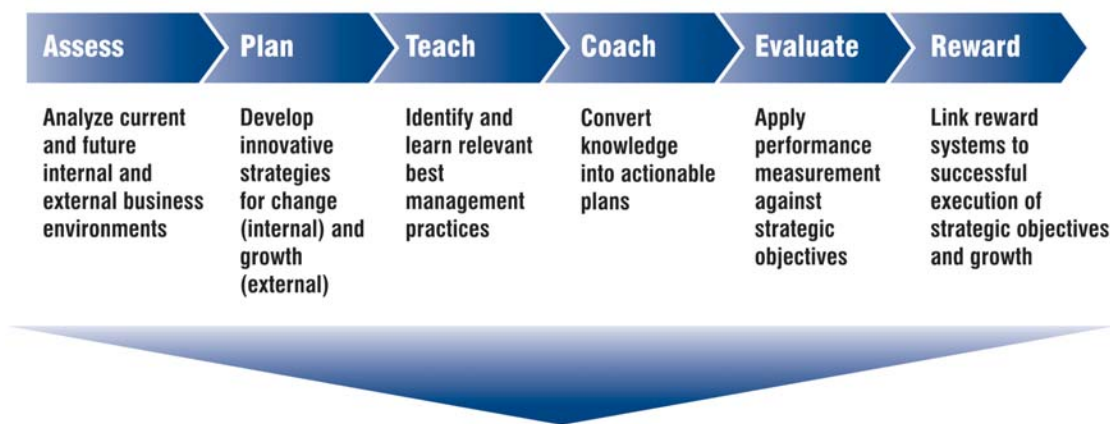 Assess
Plan
Teach
Coach
Evaluate
Reward
Analyze current
and future
internal and
external business
environments
Develop
innovative
strategies
for change
(internal) and
growth
(external)
Identify and
learn relevant
best
management
practices
Convert
knowledge
into actionable
plans
Apply
performance
measurement
against
strategic
objectives
Link reward
systems to
successful
execution of
strategic objectives
and growth